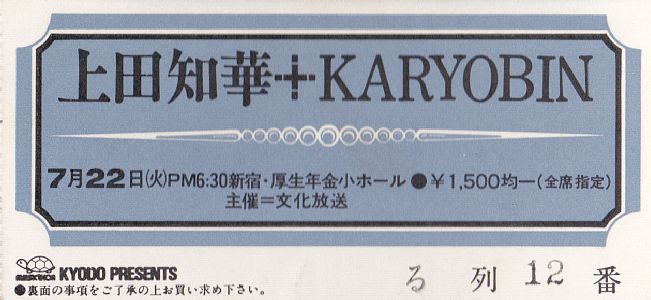 上田知華+KARYOBIN
7月22日(火)PM6:30新宿・厚生年金小ホール ●¥1,500均一(全席指定)
主催=文化放送
KYODO PRESENTS
●裏面の事項をご了承の上お買い求め下さい。
る 列 12 番